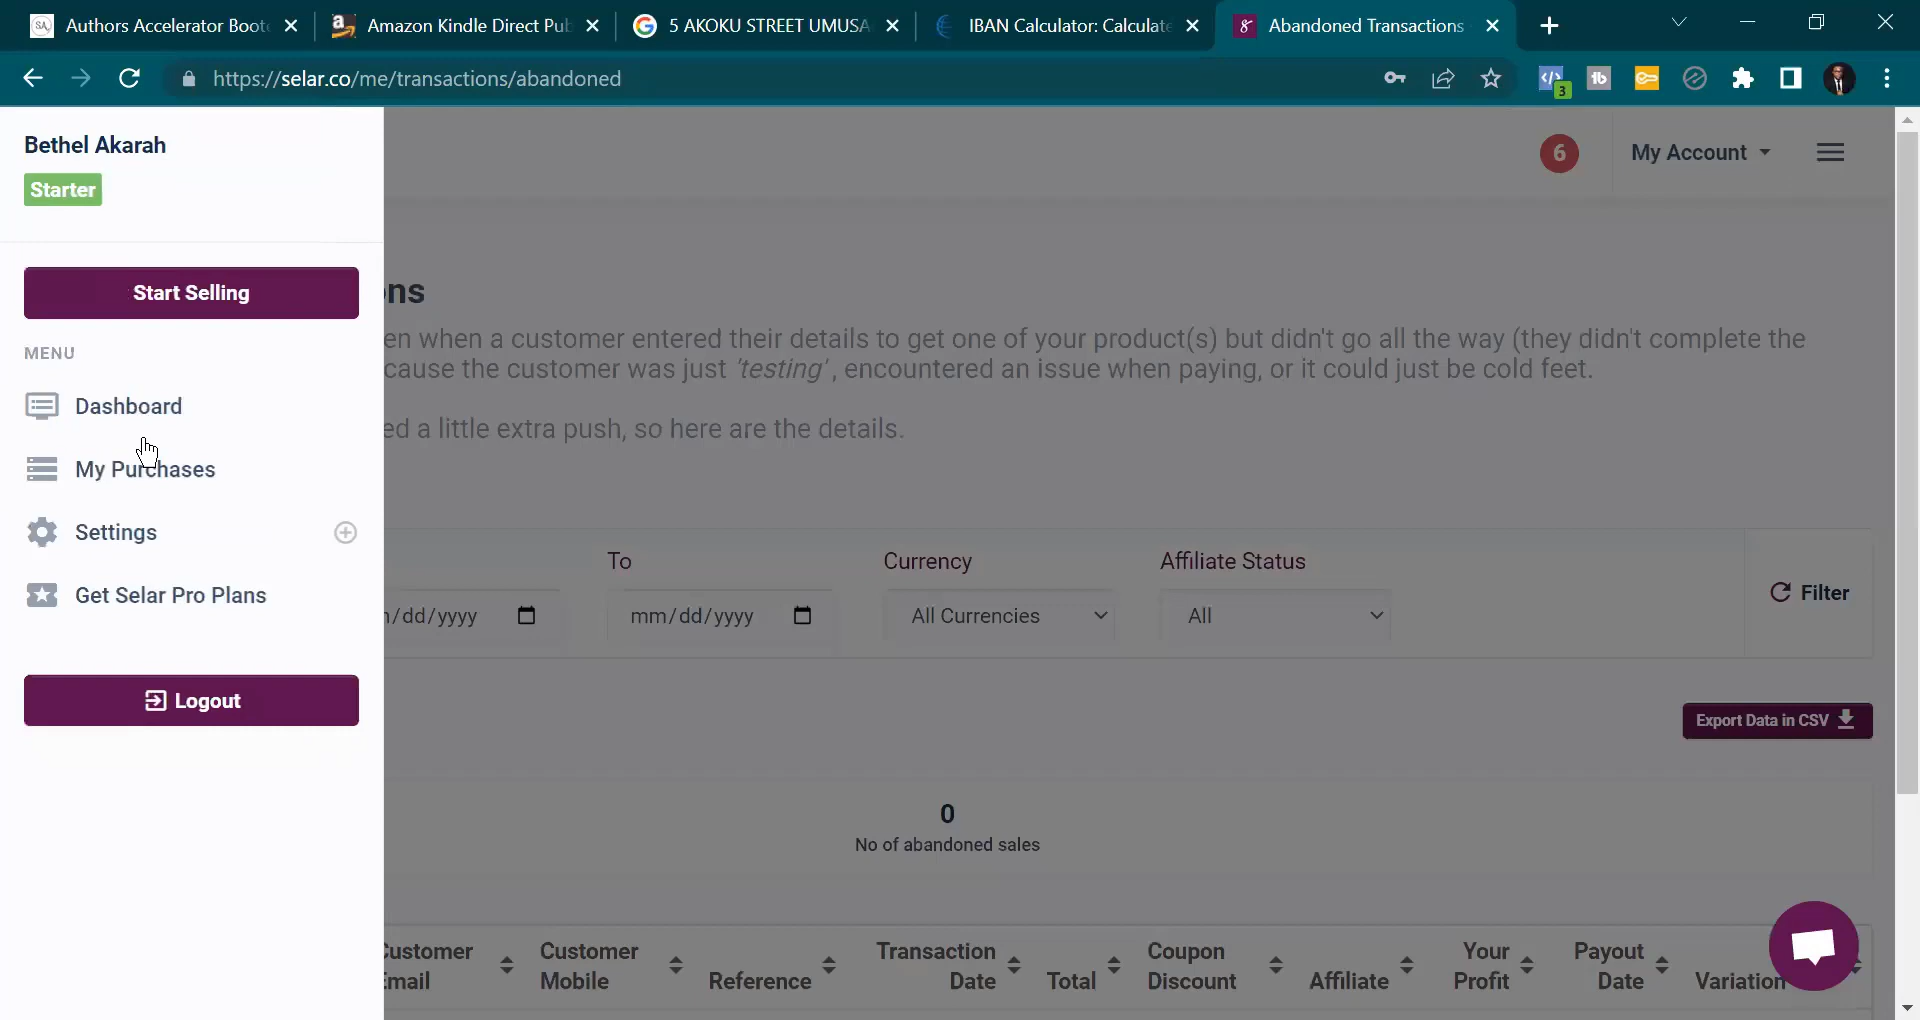 Authors Accelerator Boot
Amazon Kindle Direct Pub
5 AKOKU STREET UMUSA
IBAN Calculator: Calculate
Abandoned Transactions
https://selar.co/me/transactions/abandoned
3
Bethel Akarah
Starter
6
My Account
Start Selling
MENU
Dashboard
My Purchases
Settings
Get Selar Pro Plans
Logout
ons
en when a customer entered their details to get one of your product(s) but didn't go all the way (they didn't complete the
cause the customer was just 'testing', encountered an issue when paying, or it could just be cold feet.
ed a little extra push, so here are the details.
To
Currency
Affiliate Status
/dd/yyyy
mm/dd/yyyy
All Currencies
All
Filter
Export Data in CSV
0
No of abandoned sales
Customer Email
Customer Mobile
Reference
Transaction Date
Total
Coupon Discount
Affiliate
Your Profit
Payout Date
Variation